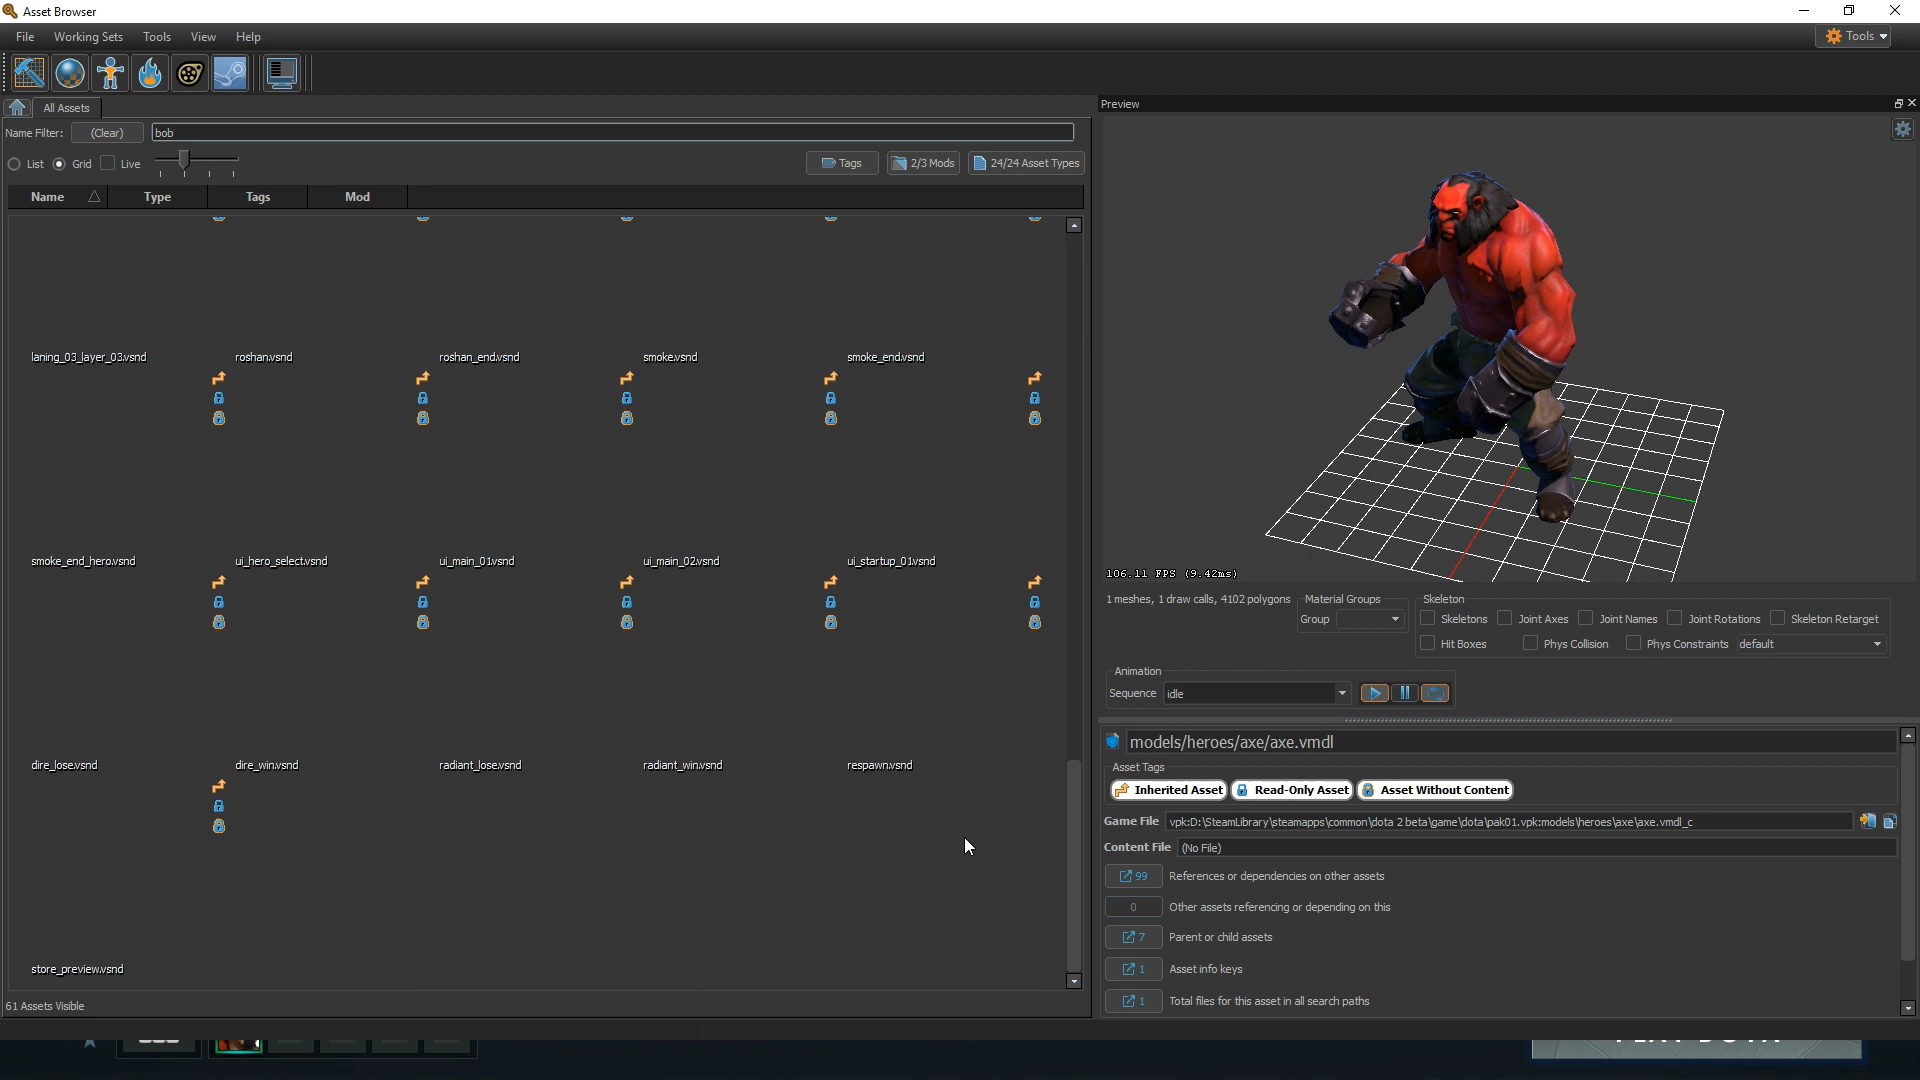 Asset Browser
File Working Sets Tools View Help
Tools
All Assets
Preview
Name Filter: (Clear) bob
List Grid Live
Tags 2/3 Mods 24/24 Asset Types
Name Type Tags Mod
laning_03_layer_03.vsnd roshan.vsnd roshan_end.vsnd smoke.vsnd smoke_end.vsnd
smoke_end_hero.vsnd ui_hero_select.vsnd ui_main_01.vsnd ui_main_02.vsnd ui_startup_01.vsnd
dire_lose.vsnd dire_win.vsnd radiant_lose.vsnd radiant_win.vsnd respawn.vsnd
store_preview.vsnd
61 Assets Visible
106.11 FPS (9.42ms)
1 meshes, 1 draw calls, 4102 polygons
Material Groups
Group
Skeleton
Skeletons Joint Axes Joint Names Joint Rotations Skeleton Retarget
Hit Boxes Phys Collision Phys Constraints default
Animation
Sequence idle
models/heroes/axe/axe.vmdl
Asset Tags
Inherited Asset Read-Only Asset Asset Without Content
Game File vpk:D:\SteamLibrary\steamapps\common\dota 2 beta\game\dota\pak01.vpk:models\heroes\axe\axe.vmdl_c
Content File (No File)
99 References or dependencies on other assets
0 Other assets referencing or depending on this
7 Parent or child assets
1 Asset info keys
1 Total files for this asset in all search paths
PLAY DOTA